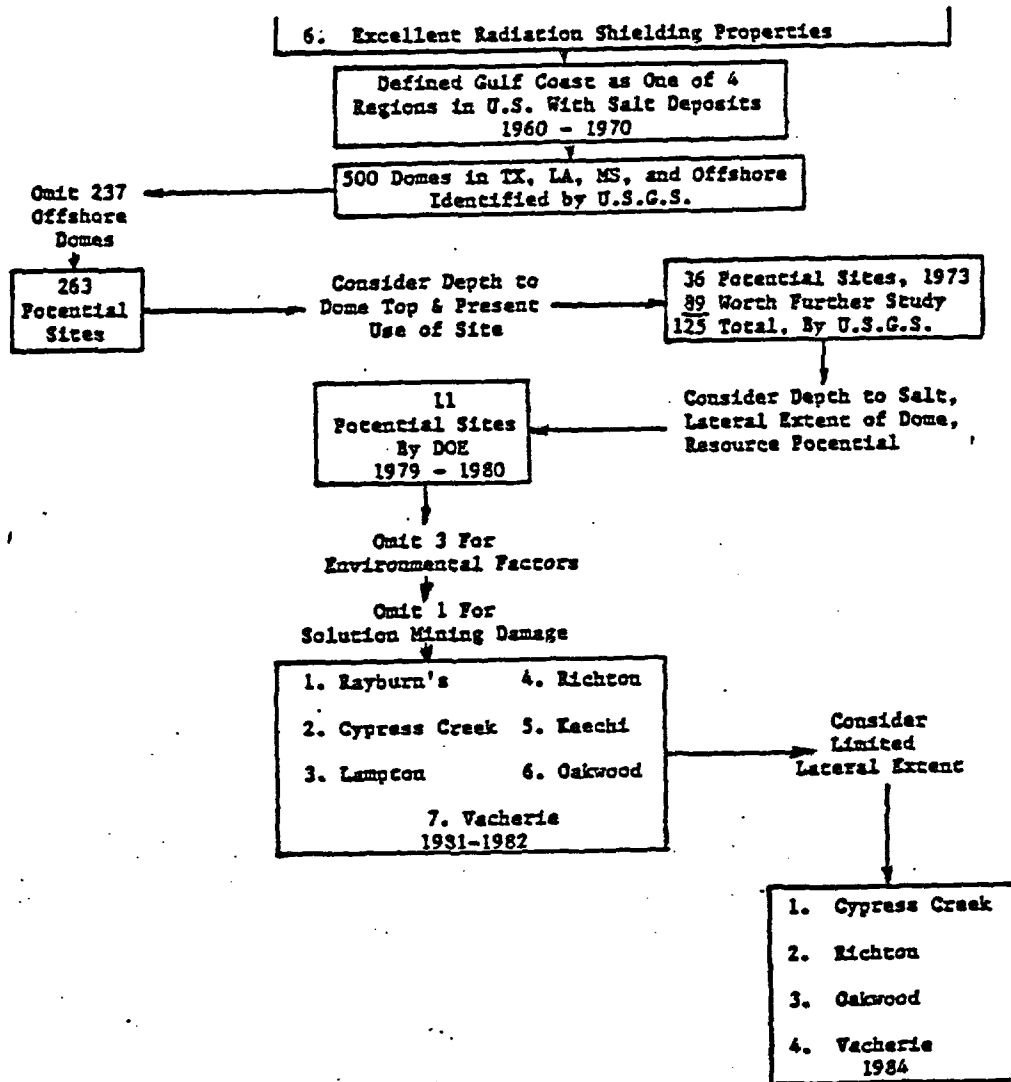 6. Excellent Radiation Shielding Properties
Defined Gulf Coast as One of 4
Regions in U.S. With Salt Deposits
1960 - 1970
500 Domes in TX, LA, MS, and Offshore
Identified by U.S.G.S.
Omit 237
Offshore
Domes
263
Potential
Sites
Consider Depth to
Dome Top & Present
Use of Site
36 Potential Sites, 1973
89 Worth Further Study
125 Total, By U.S.G.S.
Consider Depth to Salt,
Lateral Extent of Dome,
Resource Potential
11
Potential Sites
By DOE
1979 - 1980
Omit 3 For
Environmental Factors
Omit 1 For
Solution Mining Damage
1. Rayburn's 4. Richton
2. Cypress Creek 5. Keechi
3. Lampton 6. Oakwood
7. Vacherie
1981-1982
Consider
Limited
Lateral Extent
1. Cypress Creek
2. Richton
3. Oakwood
4. Vacherie
1984